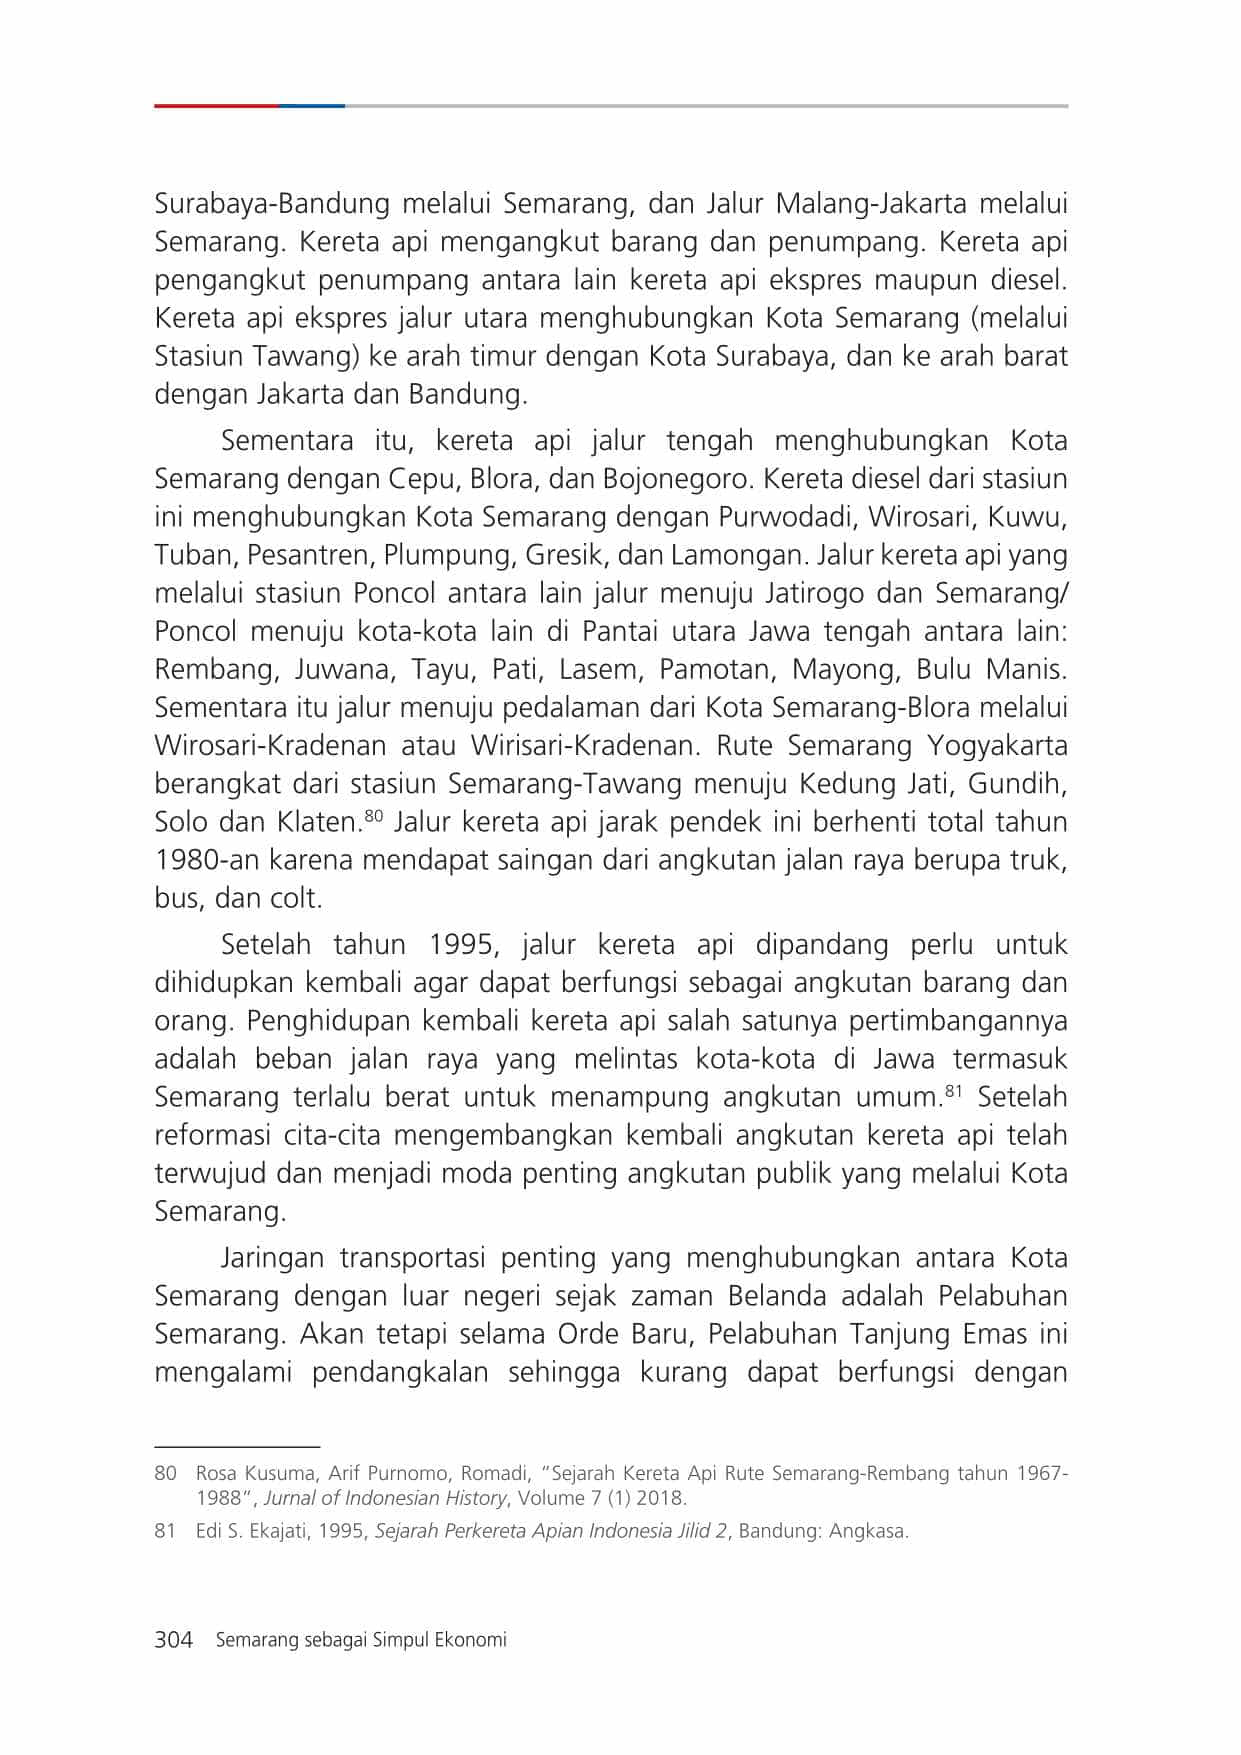 Surabaya-Bandung melalui Semarang, dan Jalur Malang-Jakarta melalui
Semarang. Kereta api mengangkut barang dan penumpang. Kereta api
pengangkut penumpang antara lain kereta api ekspres maupun diesel.
Kereta api ekspres jalur utara menghubungkan Kota Semarang (melalui
Stasiun Tawang) ke arah timur dengan Kota Surabaya, dan ke arah barat
dengan Jakarta dan Bandung.
Sementara itu, kereta api jalur tengah menghubungkan Kota
Semarang dengan Cepu, Blora, dan Bojonegoro. Kereta diesel dari stasiun
ini menghubungkan Kota Semarang dengan Purwodadi, Wirosari, Kuwu,
Tuban, Pesantren, Plumpung, Gresik, dan Lamongan. Jalur kereta api yang
melalui stasiun Poncol antara lain jalur menuju Jatirogo dan Semarang/
Poncol menuju kota-kota lain di Pantai utara Jawa tengah antara lain:
Rembang, Juwana, Tayu, Pati, Lasem, Pamotan, Mayong, Bulu Manis.
Sementara itu jalur menuju pedalaman dari Kota Semarang-Blora melalui
Wirosari-Kradenan atau Wirisari-Kradenan. Rute Semarang Yogyakarta
berangkat dari stasiun Semarang-Tawang menuju Kedung Jati, Gundih,
Solo dan Klaten.80 Jalur kereta api jarak pendek ini berhenti total tahun
1980-an karena mendapat saingan dari angkutan jalan raya berupa truk,
bus, dan colt.
Setelah tahun 1995, jalur kereta api dipandang perlu untuk
dihidupkan kembali agar dapat berfungsi sebagai angkutan barang dan
orang. Penghidupan kembali kereta api salah satunya pertimbangannya
adalah beban jalan raya yang melintas kota-kota di Jawa termasuk
Semarang terlalu berat untuk menampung angkutan umum.81 Setelah
reformasi cita-cita mengembangkan kembali angkutan kereta api telah
terwujud dan menjadi moda penting angkutan publik yang melalui Kota
Semarang.
Jaringan transportasi penting yang menghubungkan antara Kota
Semarang dengan luar negeri sejak zaman Belanda adalah Pelabuhan
Semarang. Akan tetapi selama Orde Baru, Pelabuhan Tanjung Emas ini
mengalami pendangkalan sehingga kurang dapat berfungsi dengan
80 Rosa Kusuma, Arif Purnomo, Romadi, “Sejarah Kereta Api Rute Semarang-Rembang tahun 1967-
1988”, Jurnal of Indonesian History, Volume 7 (1) 2018.
81 Edi S. Ekajati, 1995, Sejarah Perkereta Apian Indonesia Jilid 2, Bandung: Angkasa.
304 Semarang sebagai Simpul Ekonomi